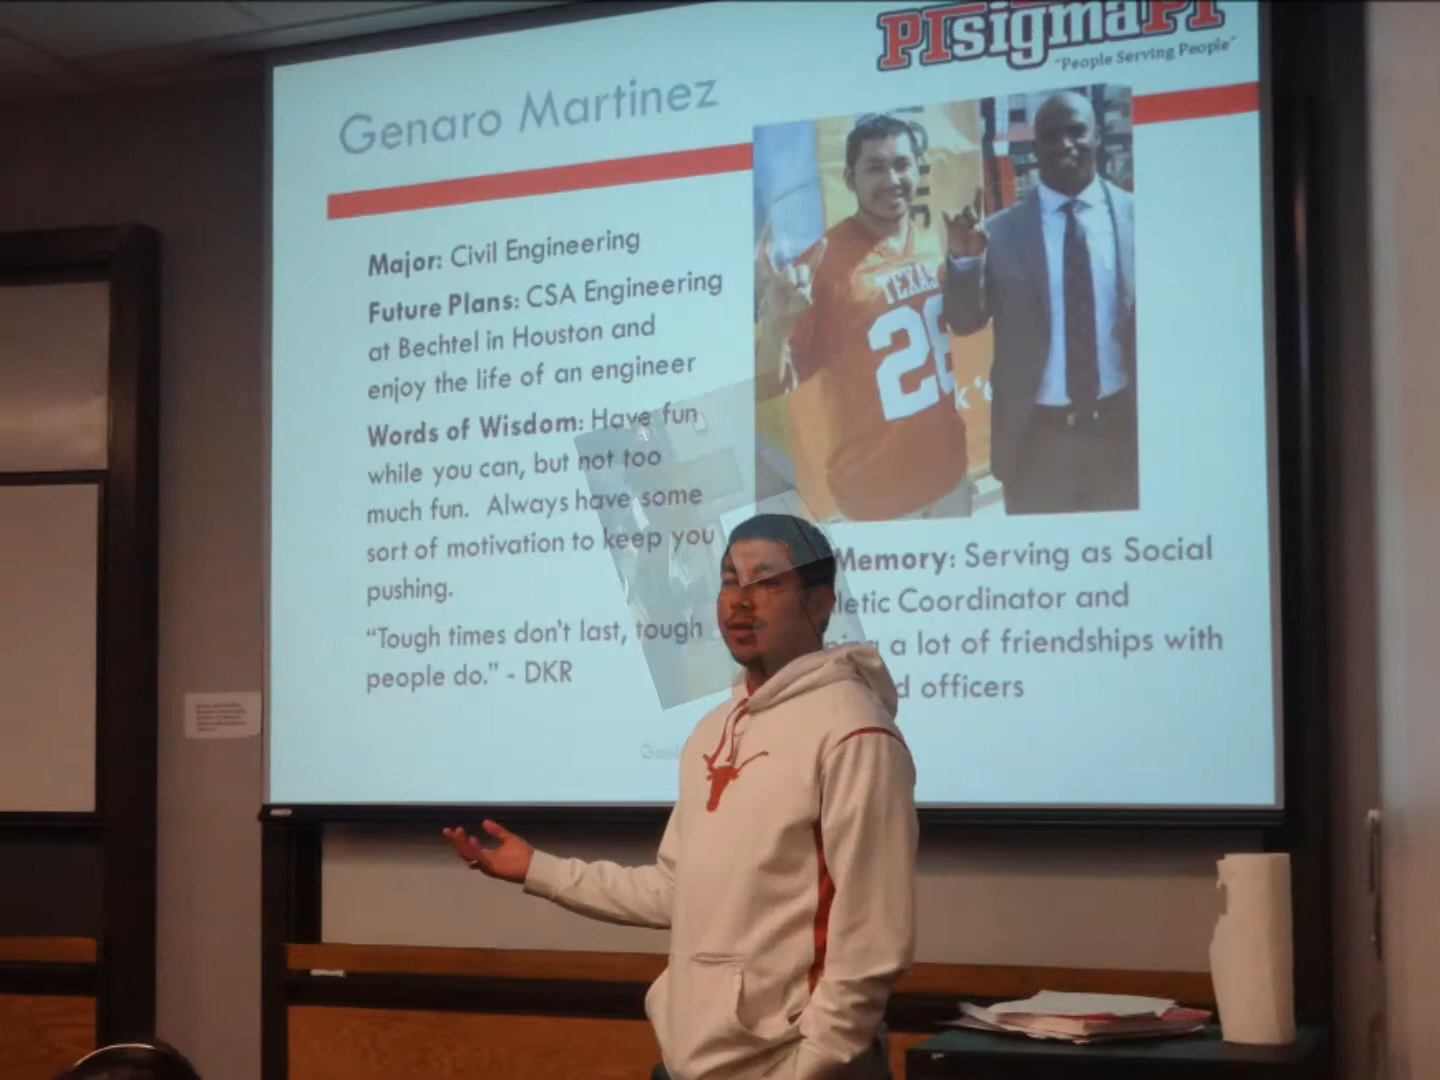 PI sigma PI
"People Serving People"
Genaro Martinez
Major: Civil Engineering
Future Plans: CSA Engineering
at Bechtel in Houston and
enjoy the life of an engineer
Words of Wisdom: Have fun
while you can, but not too
much fun. Always have some
sort of motivation to keep you
pushing.
"Tough times don't last, tough
people do." - DKR
TEXAS
26
Memory: Serving as Social
Coordinator and
a lot of friendships with
officers